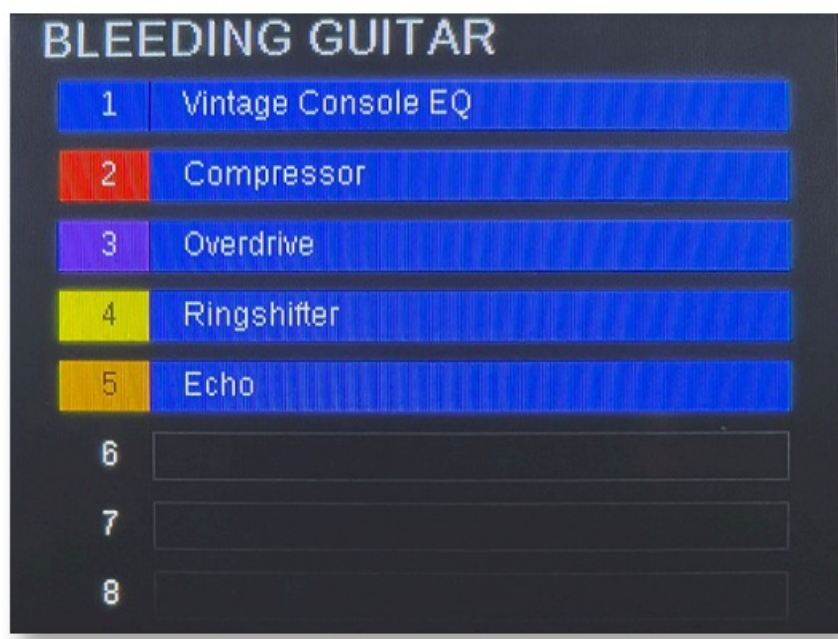 BLEEDING GUITAR
1 Vintage Console EQ
2 Compressor
3 Overdrive
4 Ringshifter
5 Echo
6
7
8